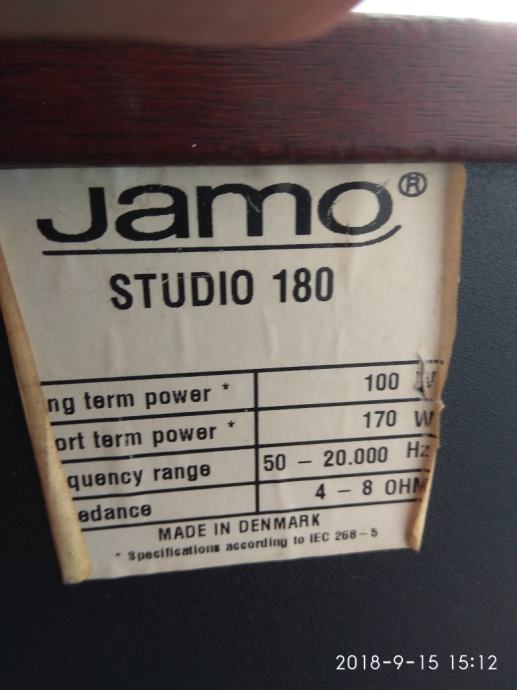 Jamo®
STUDIO 180
ng term power * 100 W
ort term power * 170 W
quency range 50 – 20.000 Hz
edance 4 – 8 OHM
MADE IN DENMARK
* Specifications according to IEC 268–5
2018-9-15 15:12